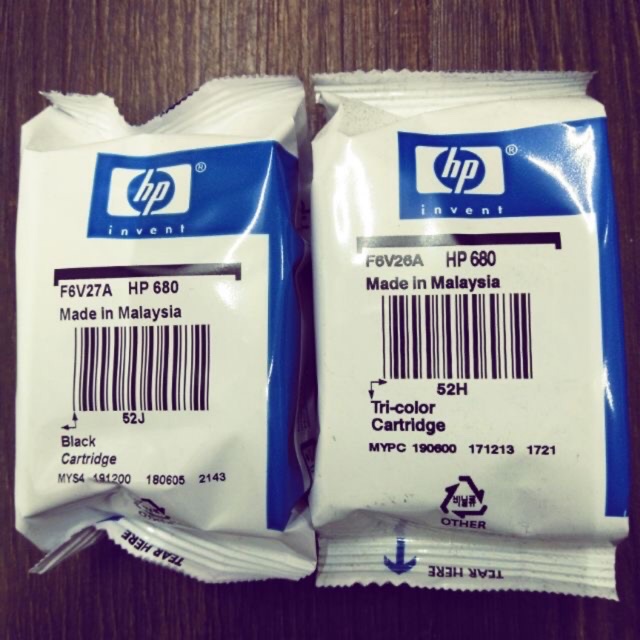 hp®
invent
F6V27A HP 680
Made in Malaysia
52J
Black
Cartridge
MYS4 191200 180605 2143
TEAR HERE
hp®
invent
F6V26A HP 680
Made in Malaysia
52H
Tri-color
Cartridge
MYPC 190600 171213 1721
비닐류
OTHER
TEAR HERE